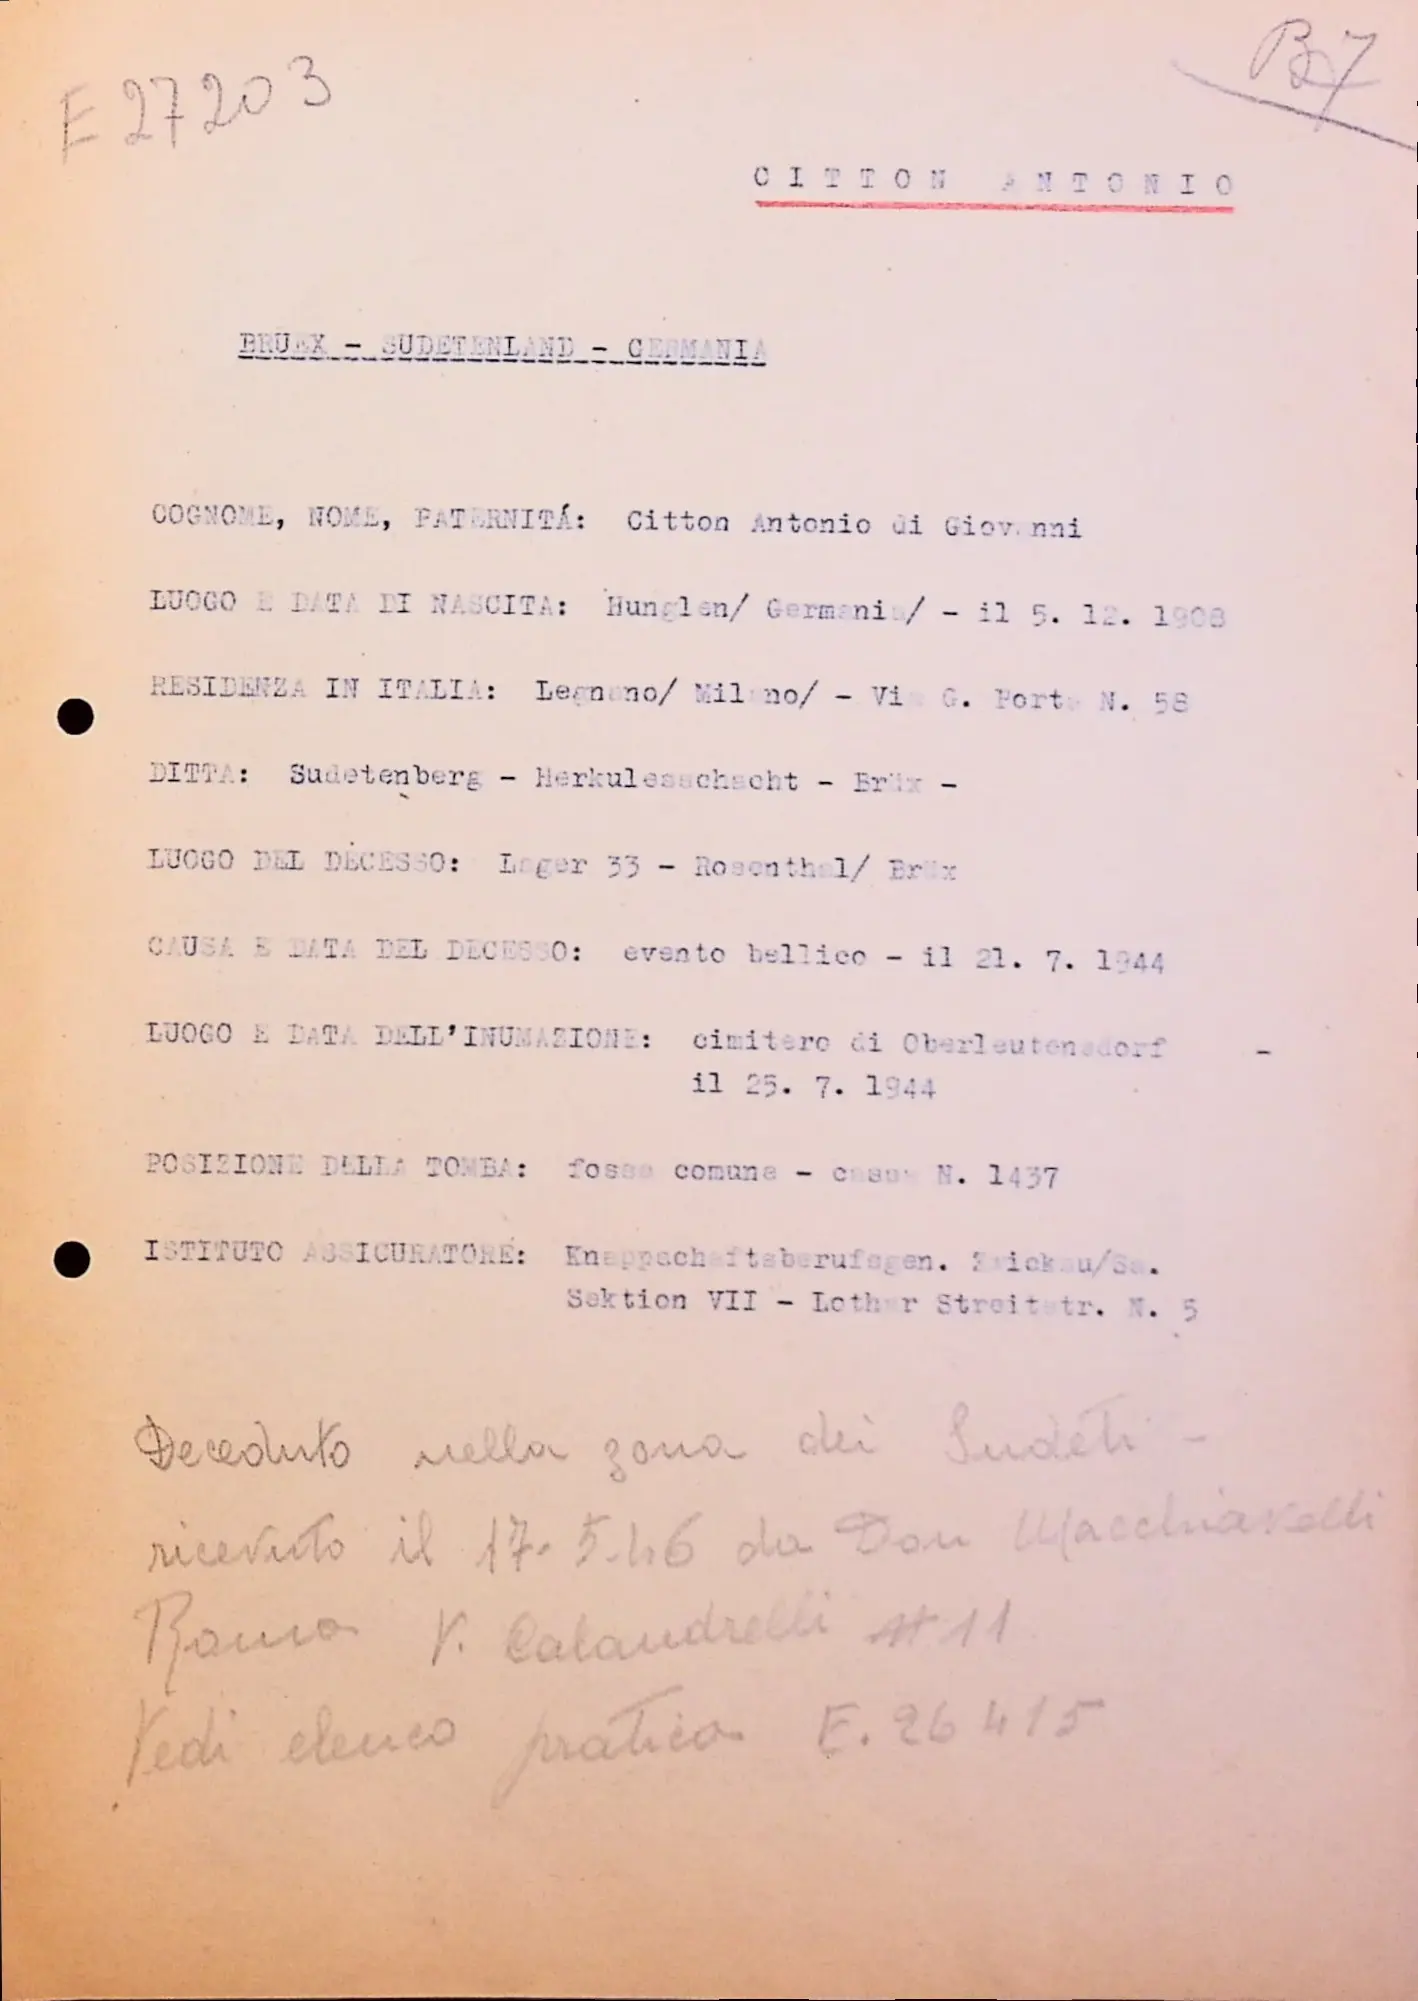 E 27203
B7
CITTON ANTONIO
BRUEX - SUDETENLAND - GERMANIA
COGNOME, NOME, PATERNITÁ: Citton Antonio di Giovanni
LUOGO E DATA DI NASCITA: Hunglen/ Germania/ - il 5. 12. 1908
RESIDENZA IN ITALIA: Legnano/ Milano/ - Via G. Porta N. 58
DITTA: Sudetenberg - Herkulesschacht - Brüx -
LUOGO DEL DECESSO: Lager 33 - Rosenthal/ Brüx
CAUSA E DATA DEL DECESSO: evento bellico - il 21. 7. 1944
LUOGO E DATA DELL'INUMAZIONE: cimitero di Oberleutensdorf -
il 25. 7. 1944
POSIZIONE DELLA TOMBA: fossa comune - N. 1437
ISTITUTO ASSICURATORE: Knappschaftsberufsgen. Zwickau/Sa.
Sektion VII - Lothar Streitstr. N. 5
Deceduto nella zona dei Sudeti -
ricevuto il 17.5.46 da Don Macchiavelli
Roma V. Calandrelli N 11
Vedi elenco pratica E. 26415